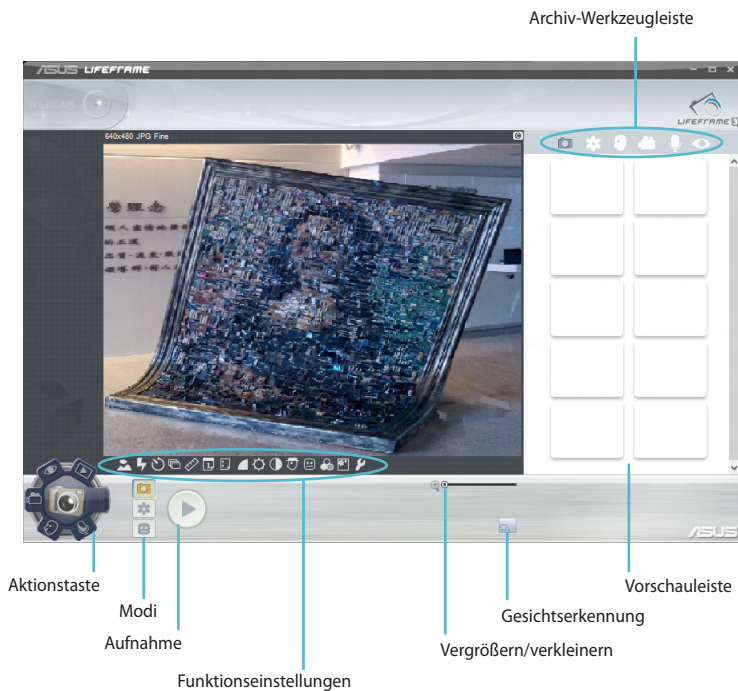 Archiv-Werkzeugleiste
ASUS LIFEFRAME
WEBCAM
LIFEFRAME 3
640x480 JPG Fine
ASUS
Aktionstaste
Modi
Aufnahme
Funktionseinstellungen
Vergrößern/verkleinern
Gesichtserkennung
Vorschauleiste